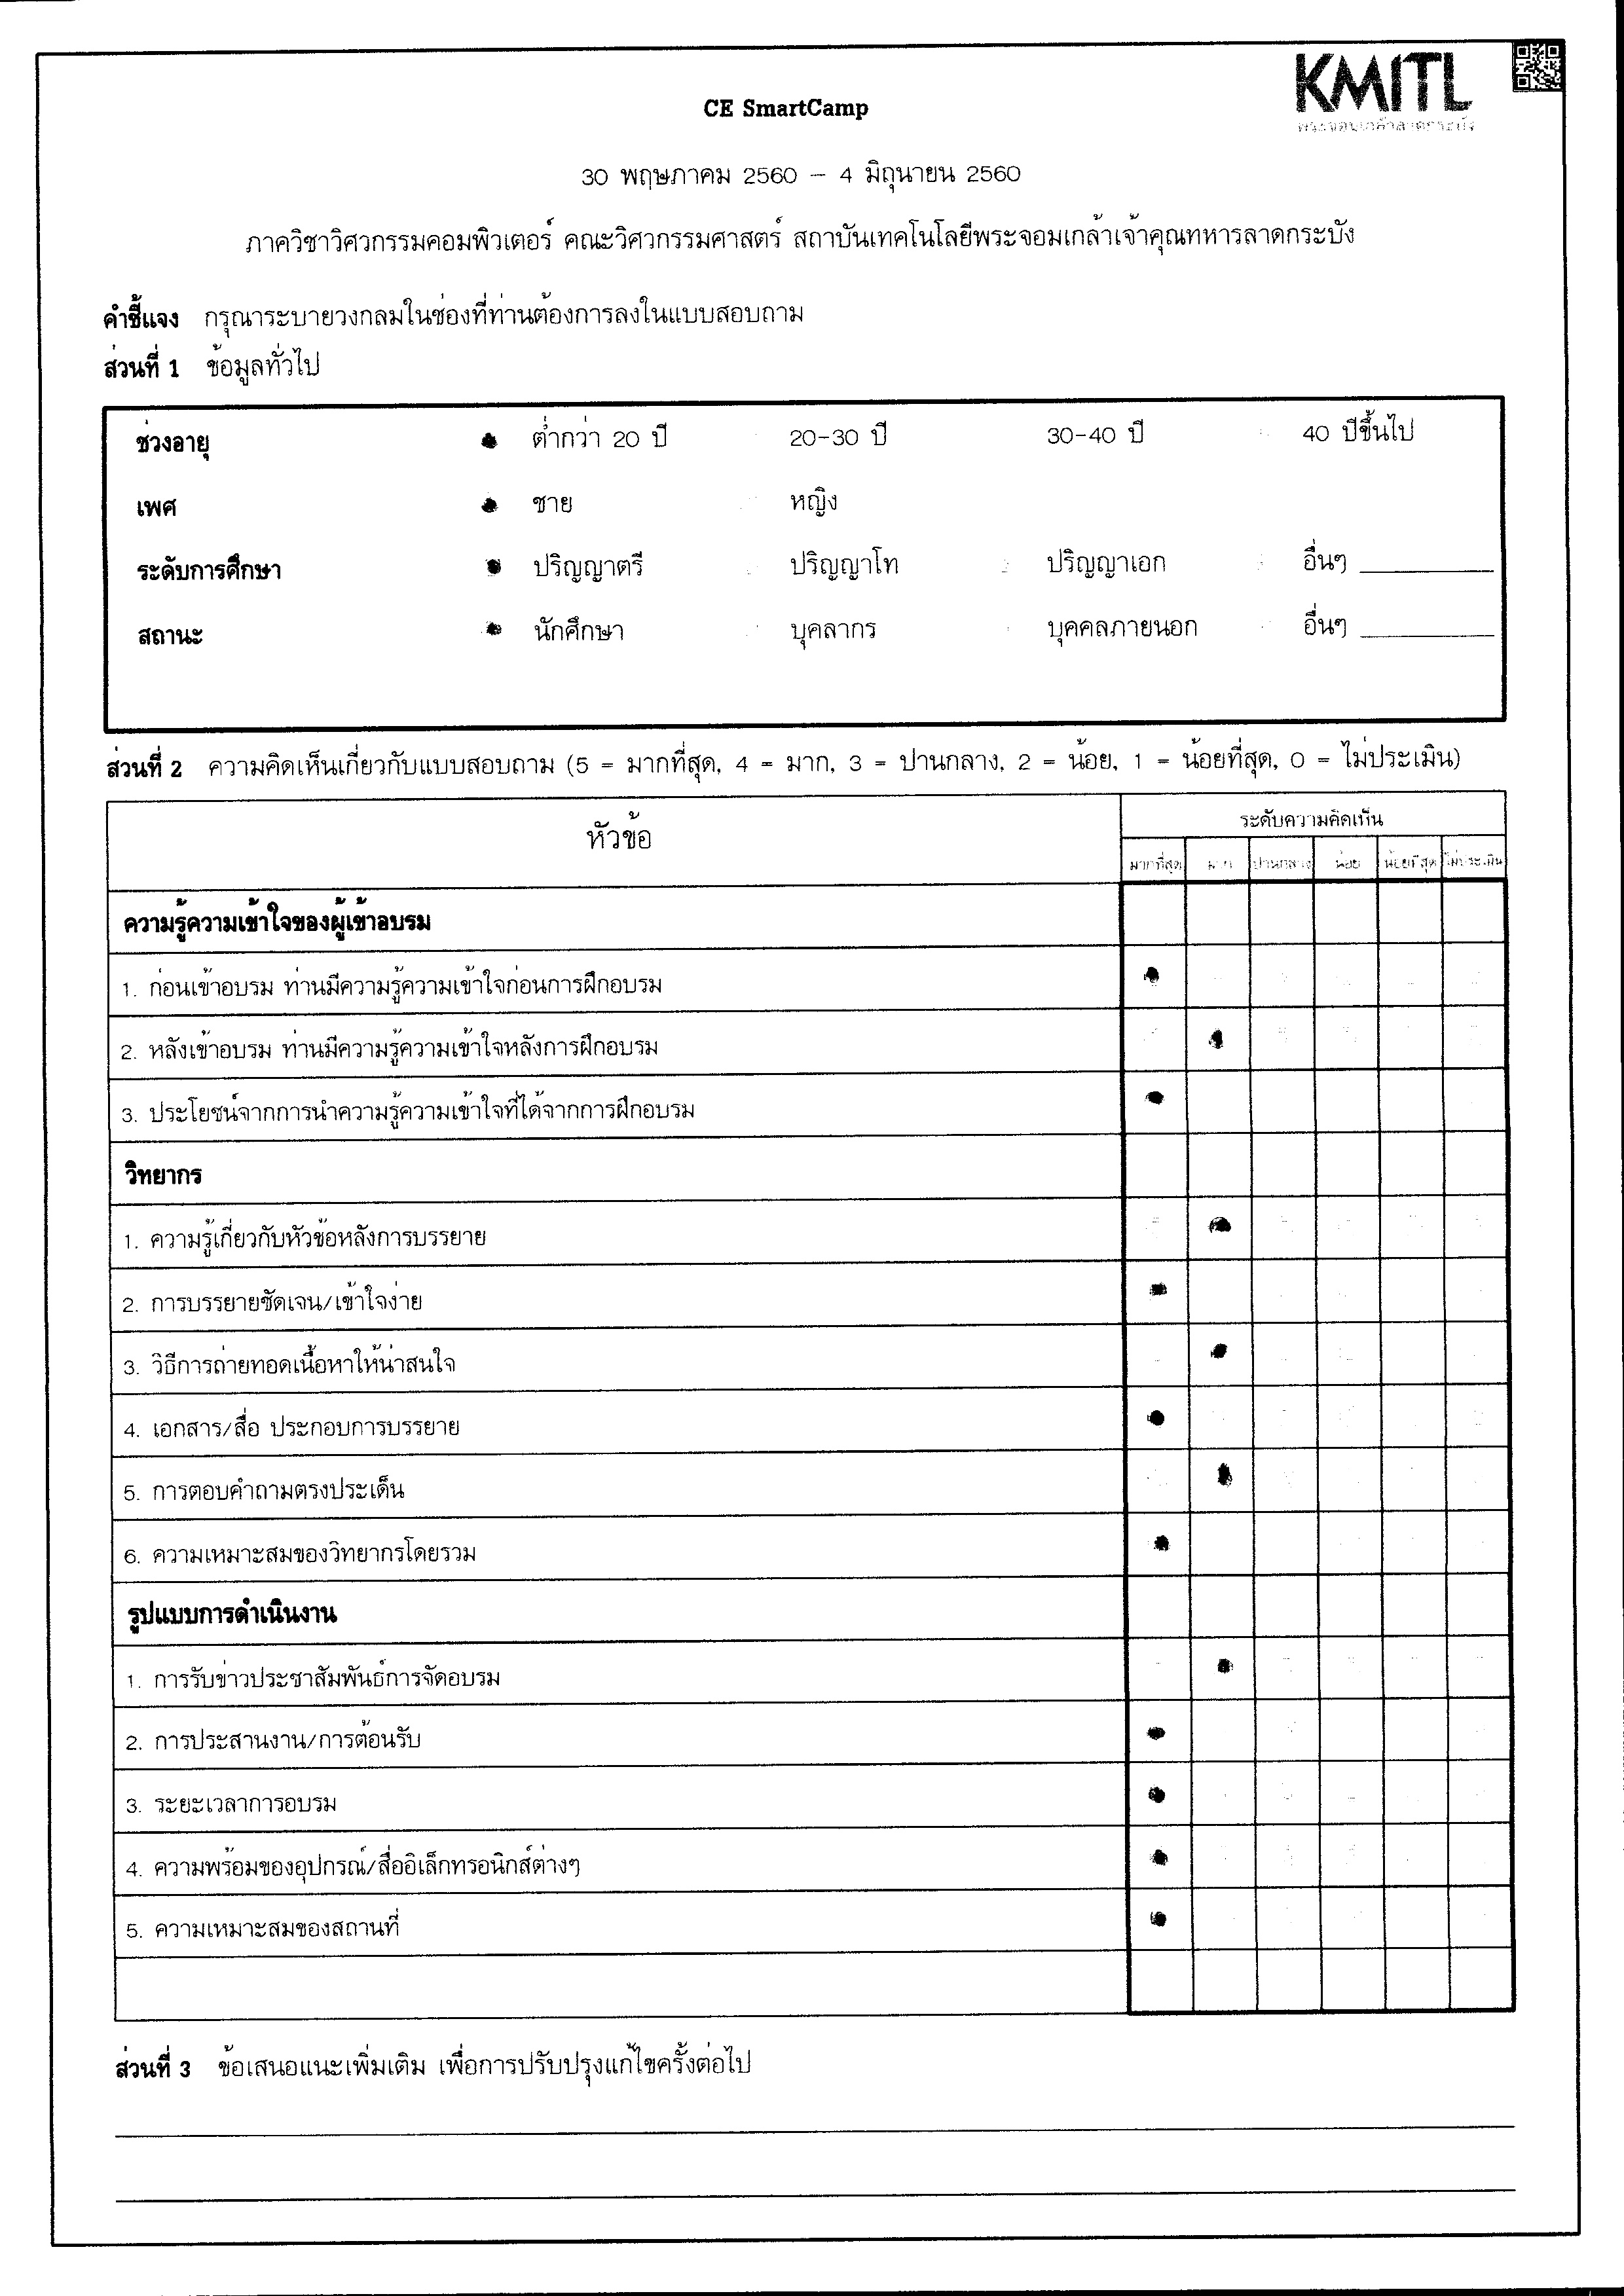 KMITL
พระจอมเกล้าลาดกระบัง
CE SmartCamp
30 พฤษภาคม 2560 - 4 มิถุนายน 2560
ภาควิชาวิศวกรรมคอมพิวเตอร์ คณะวิศวกรรมศาสตร์ สถาบันเทคโนโลยีพระจอมเกล้าเจ้าคุณทหารลาดกระบัง
คำชี้แจง กรุณาระบายวงกลมในช่องที่ท่านต้องการลงในแบบสอบถาม
ส่วนที่ 1 ข้อมูลทั่วไป
ช่วงอายุ ต่ำกว่า 20 ปี 20-30 ปี 30-40 ปี 40 ปีขึ้นไป
เพศ ชาย หญิง
ระดับการศึกษา ปริญญาตรี ปริญญาโท ปริญญาเอก อื่นๆ
สถานะ นักศึกษา บุคลากร บุคคลภายนอก อื่นๆ
ส่วนที่ 2 ความคิดเห็นเกี่ยวกับแบบสอบถาม (5 = มากที่สุด, 4 = มาก, 3 = ปานกลาง, 2 = น้อย, 1 = น้อยที่สุด, 0 = ไม่ประเมิน)
หัวข้อ ระดับความคิดเห็น
มากที่สุด มาก ปานกลาง น้อย น้อยที่สุด ไม่ประเมิน
ความรู้ความเข้าใจของผู้เข้าอบรม
1. ก่อนเข้าอบรม ท่านมีความรู้ความเข้าใจก่อนการฝึกอบรม
2. หลังเข้าอบรม ท่านมีความรู้ความเข้าใจหลังการฝึกอบรม
3. ประโยชน์จากการนำความรู้ความเข้าใจที่ได้จากการฝึกอบรม
วิทยากร
1. ความรู้เกี่ยวกับหัวข้อหลังการบรรยาย
2. การบรรยายชัดเจน/เข้าใจง่าย
3. วิธีการถ่ายทอดเนื้อหาให้น่าสนใจ
4. เอกสาร/สื่อ ประกอบการบรรยาย
5. การตอบคำถามตรงประเด็น
6. ความเหมาะสมของวิทยากรโดยรวม
รูปแบบการดำเนินงาน
1. การรับข่าวประชาสัมพันธ์การจัดอบรม
2. การประสานงาน/การต้อนรับ
3. ระยะเวลาการอบรม
4. ความพร้อมของอุปกรณ์/สื่ออิเล็กทรอนิกส์ต่างๆ
5. ความเหมาะสมของสถานที่
ส่วนที่ 3 ข้อเสนอแนะเพิ่มเติม เพื่อการปรับปรุงแก้ไขครั้งต่อไป